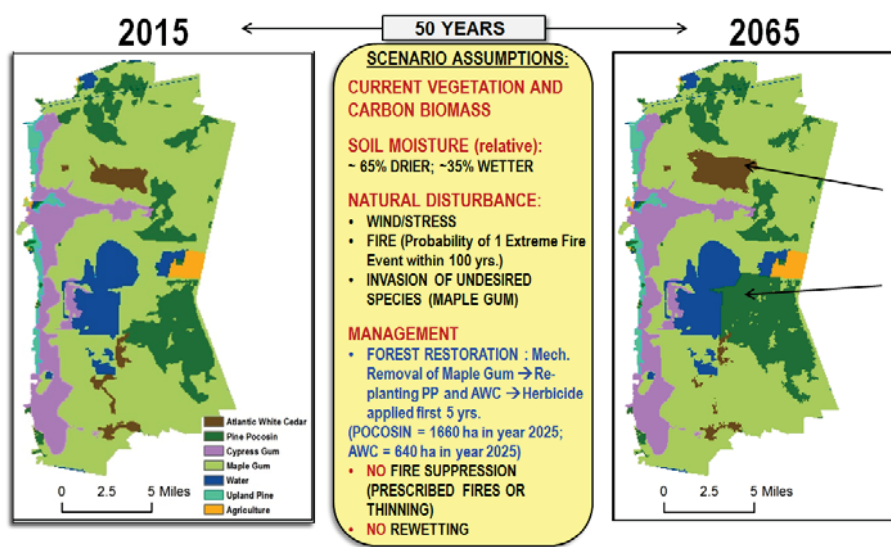 2015
50 YEARS
2065
SCENARIO ASSUMPTIONS:
CURRENT VEGETATION AND
CARBON BIOMASS
SOIL MOISTURE (relative):
~ 65% DRIER; ~35% WETTER
NATURAL DISTURBANCE:
• WIND/STRESS
• FIRE (Probability of 1 Extreme Fire
Event within 100 yrs.)
• INVASION OF UNDESIRED
SPECIES (MAPLE GUM)
MANAGEMENT
• FOREST RESTORATION : Mech.
Removal of Maple Gum → Re-
planting PP and AWC → Herbicide
applied first 5 yrs.
(POCOSIN = 1660 ha in year 2025;
AWC = 640 ha in year 2025)
• NO FIRE SUPPRESSION
(PRESCRIBED FIRES OR
THINNING)
• NO REWETTING
Atlantic White Cedar
Pine Pocosin
Cypress Gum
Maple Gum
Water
Upland Pine
Agriculture
0 2.5 5 Miles
0 2.5 5 Miles